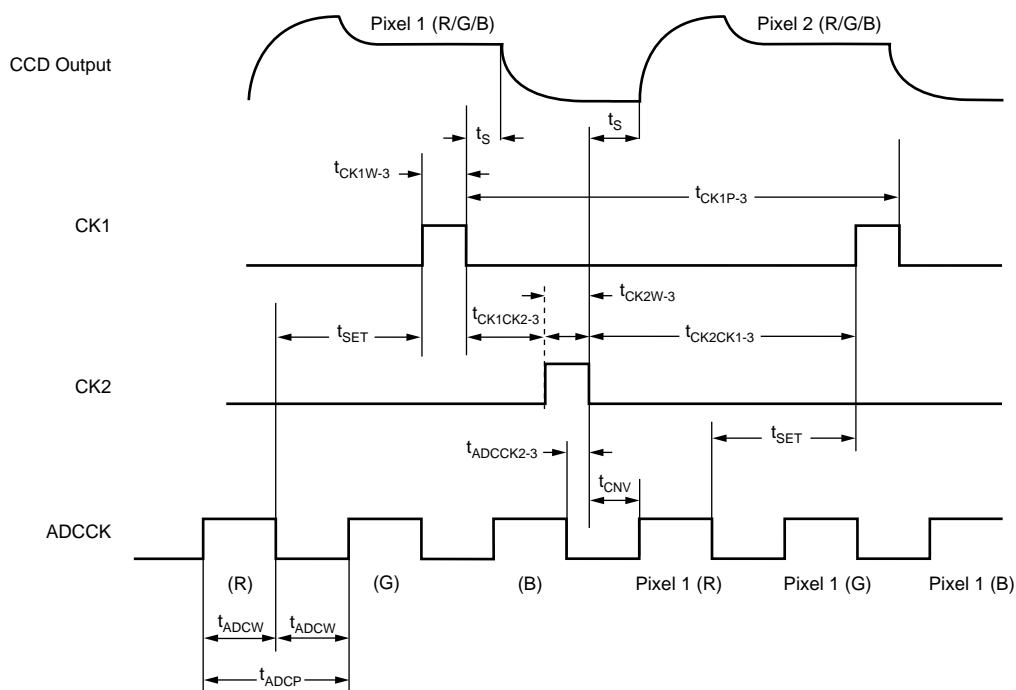 Pixel 1 (R/G/B)
Pixel 2 (R/G/B)
CCD Output
tS
tS
tCK1W-3
tCK1P-3
CK1
tCK2W-3
tCK1CK2-3
tSET
tCK2CK1-3
CK2
tSET
tADCCK2-3
tCNV
ADCCK
(R)
(G)
(B)
Pixel 1 (R)
Pixel 1 (G)
Pixel 1 (B)
tADCW
tADCW
tADCP